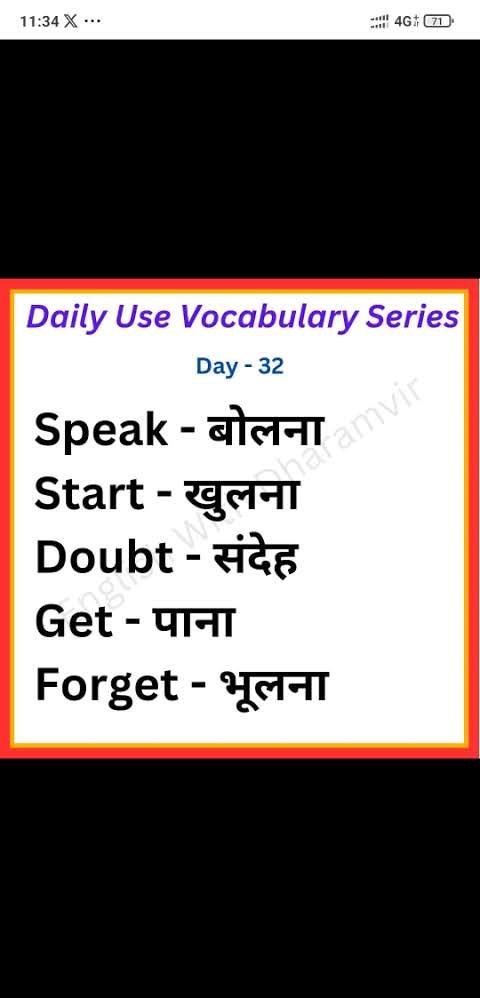 11:34 X ...
4G+ 71
Daily Use Vocabulary Series
Day - 32
Speak - बोलना
Start - खुलना
Doubt - संदेह
Get - पाना
Forget - भूलना
English With Dharamvir